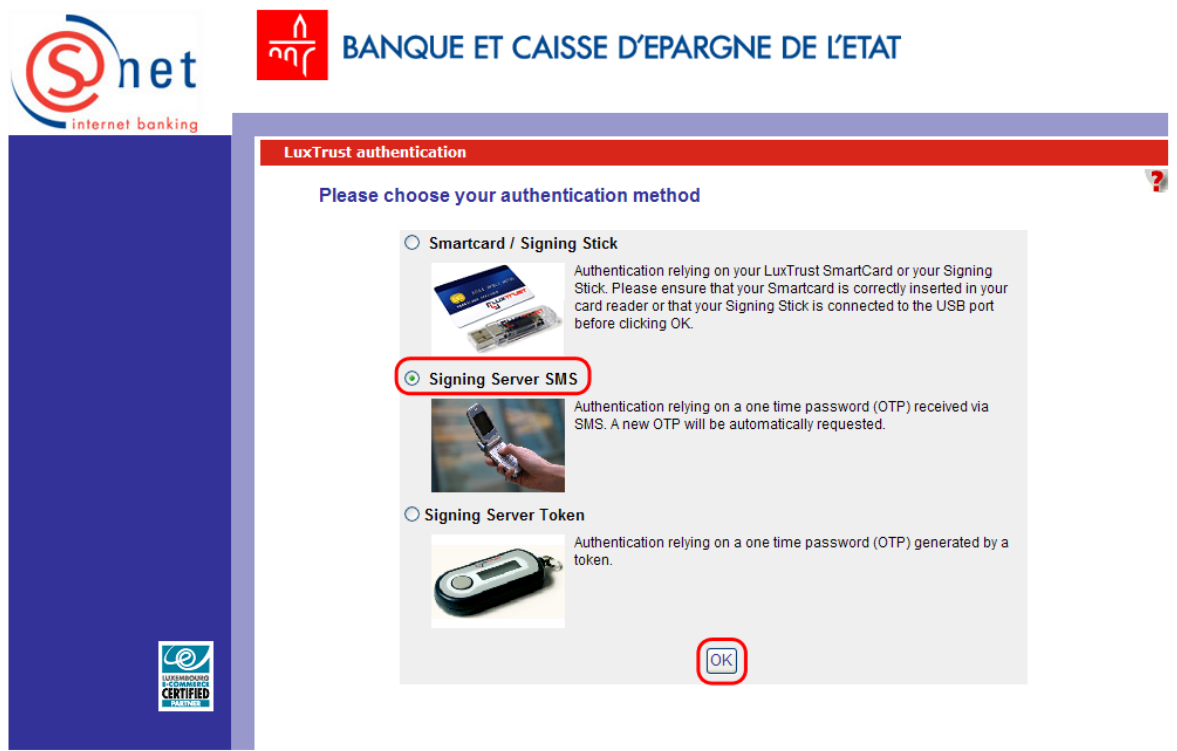 Snet
internet banking
BANQUE ET CAISSE D'EPARGNE DE L'ETAT
LuxTrust authentication
?
Please choose your authentication method
Smartcard / Signing Stick
Authentication relying on your LuxTrust SmartCard or your Signing
Stick. Please ensure that your Smartcard is correctly inserted in your
card reader or that your Signing Stick is connected to the USB port
before clicking OK.
LUXTRUST
Signing Server SMS
Authentication relying on a one time password (OTP) received via
SMS. A new OTP will be automatically requested.
Signing Server Token
Authentication relying on a one time password (OTP) generated by a
token.
OK
LUXEMBOURG
E-COMMERCE
CERTIFIED
PARTNER